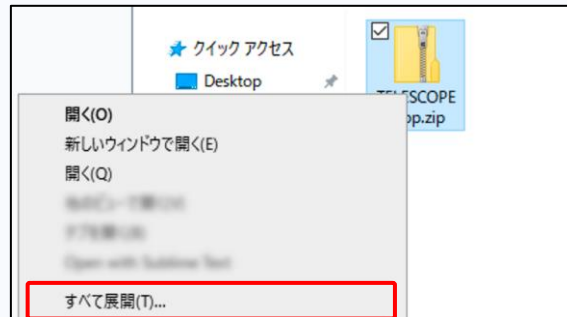 クイック アクセス
Desktop
TELESCOPE
pp.zip
開く(O)
新しいウィンドウで開く(E)
開く(Q)
すべて展開(T)...